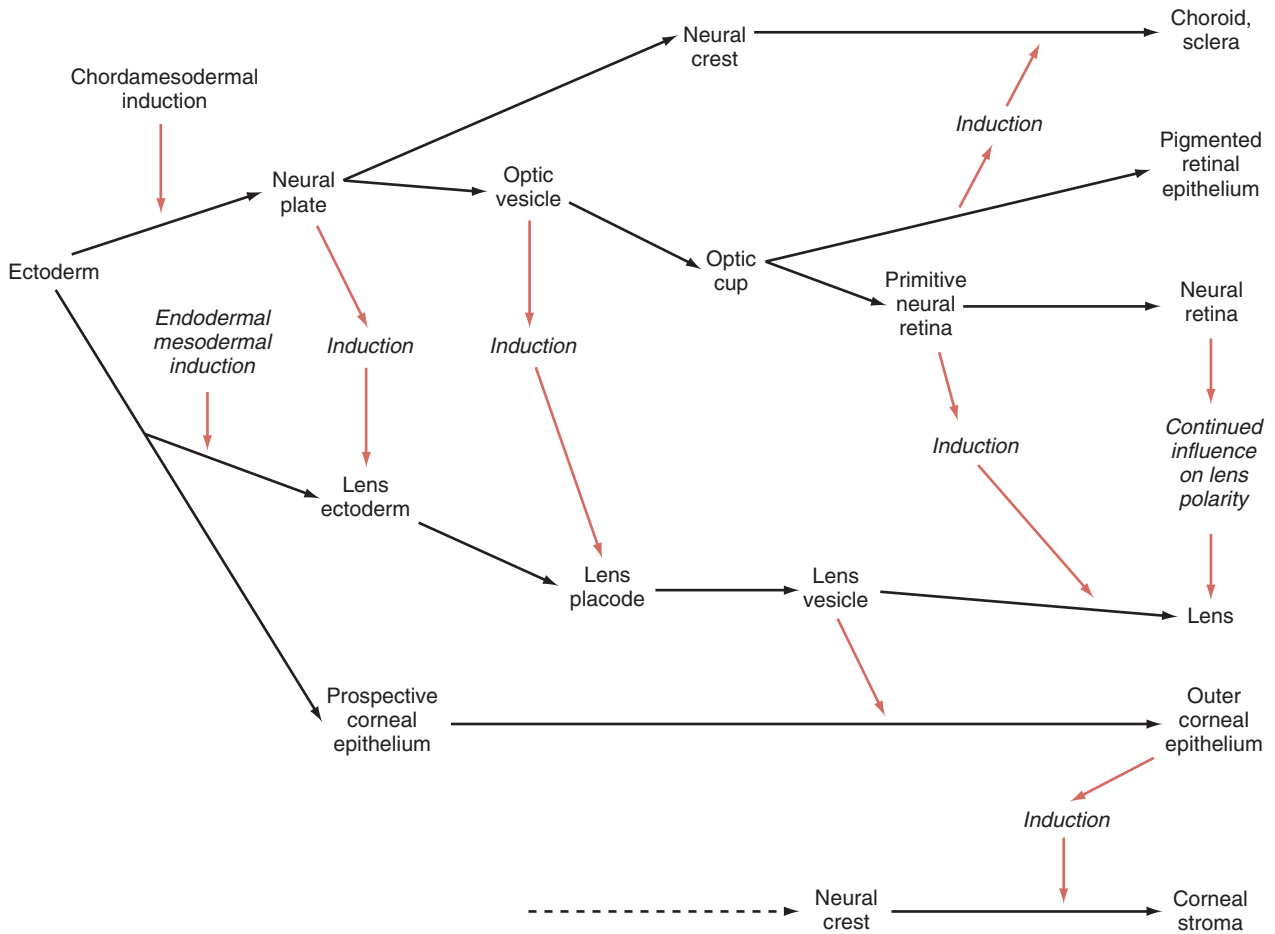 Neural
crest
Choroid,
sclera
Chordamesodermal
induction
Induction
Pigmented
retinal
epithelium
Neural
plate
Optic
vesicle
Ectoderm
Optic
cup
Primitive
neural
retina
Neural
retina
Endodermal
mesodermal
induction
Induction
Induction
Induction
Continued
influence
on lens
polarity
Lens
ectoderm
Lens
placode
Lens
vesicle
Lens
Prospective
corneal
epithelium
Outer
corneal
epithelium
Induction
Neural
crest
Corneal
stroma